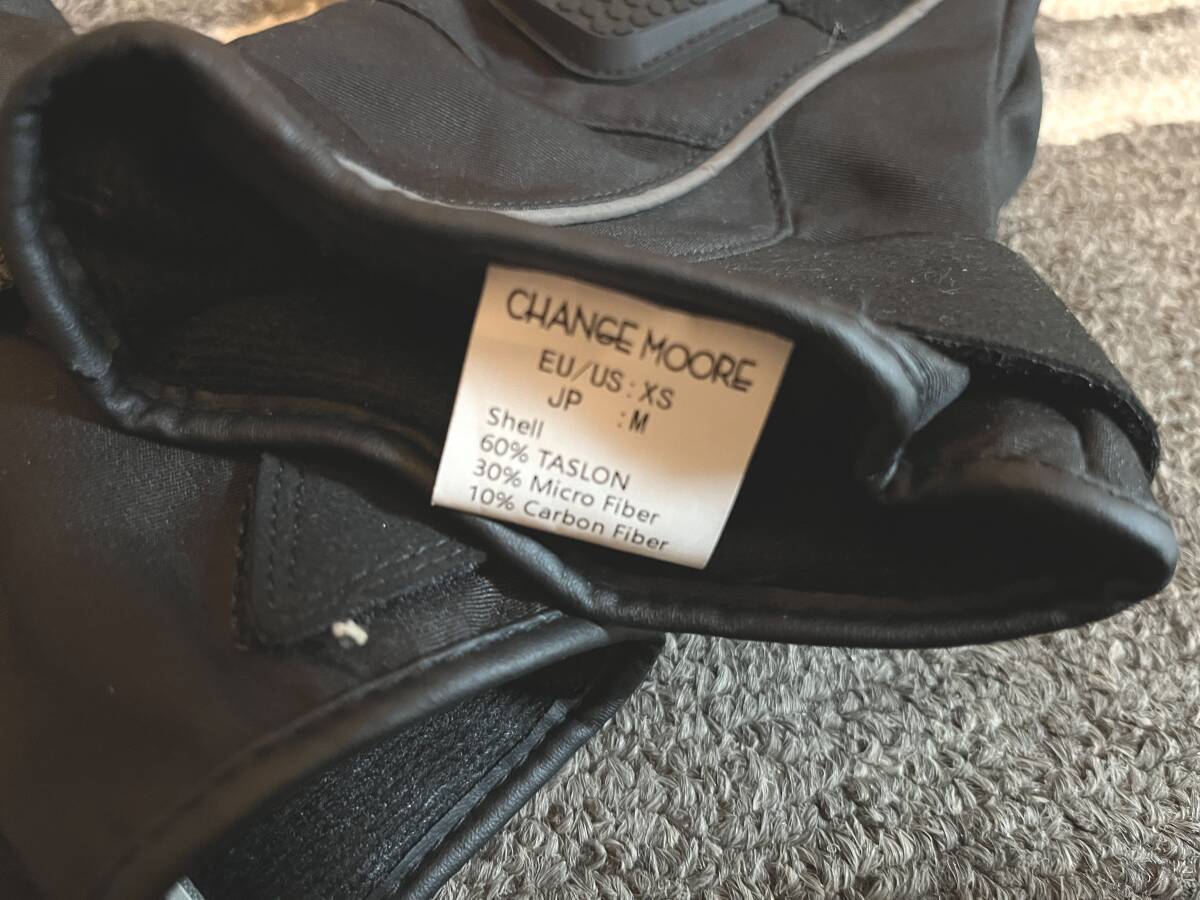 CHANGE MOORE
EU/US:XS
JP :M
Shell
60% TASLON
30% Micro Fiber
10% Carbon Fiber